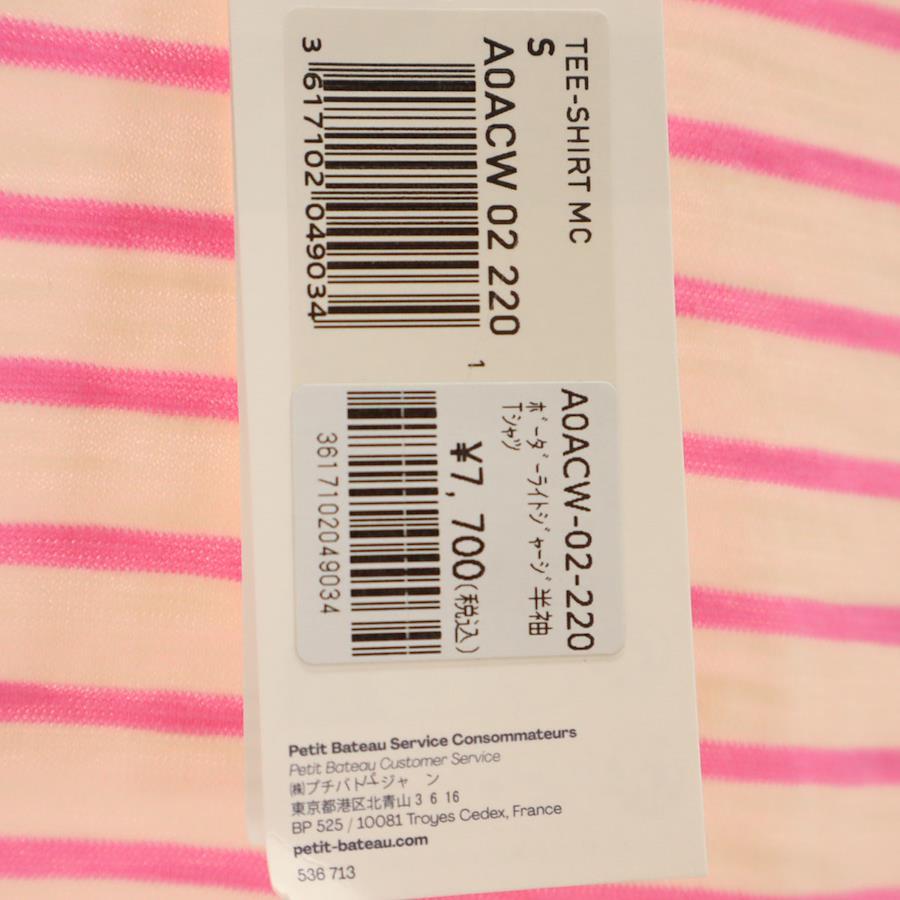 TEE-SHIRT MC
S
A0ACW 02 220
3 617102 049034
1
A0ACW-02-220
ボーダーライトジャージ半袖
Tシャツ
¥7,700(税込)
3617102049034
Petit Bateau Service Consommateurs
Petit Bateau Customer Service
㈱プチバトー ジャ ン
東京都港区北青山 3 6 16
BP 525 / 10081 Troyes Cedex, France
petit-bateau.com
536 713